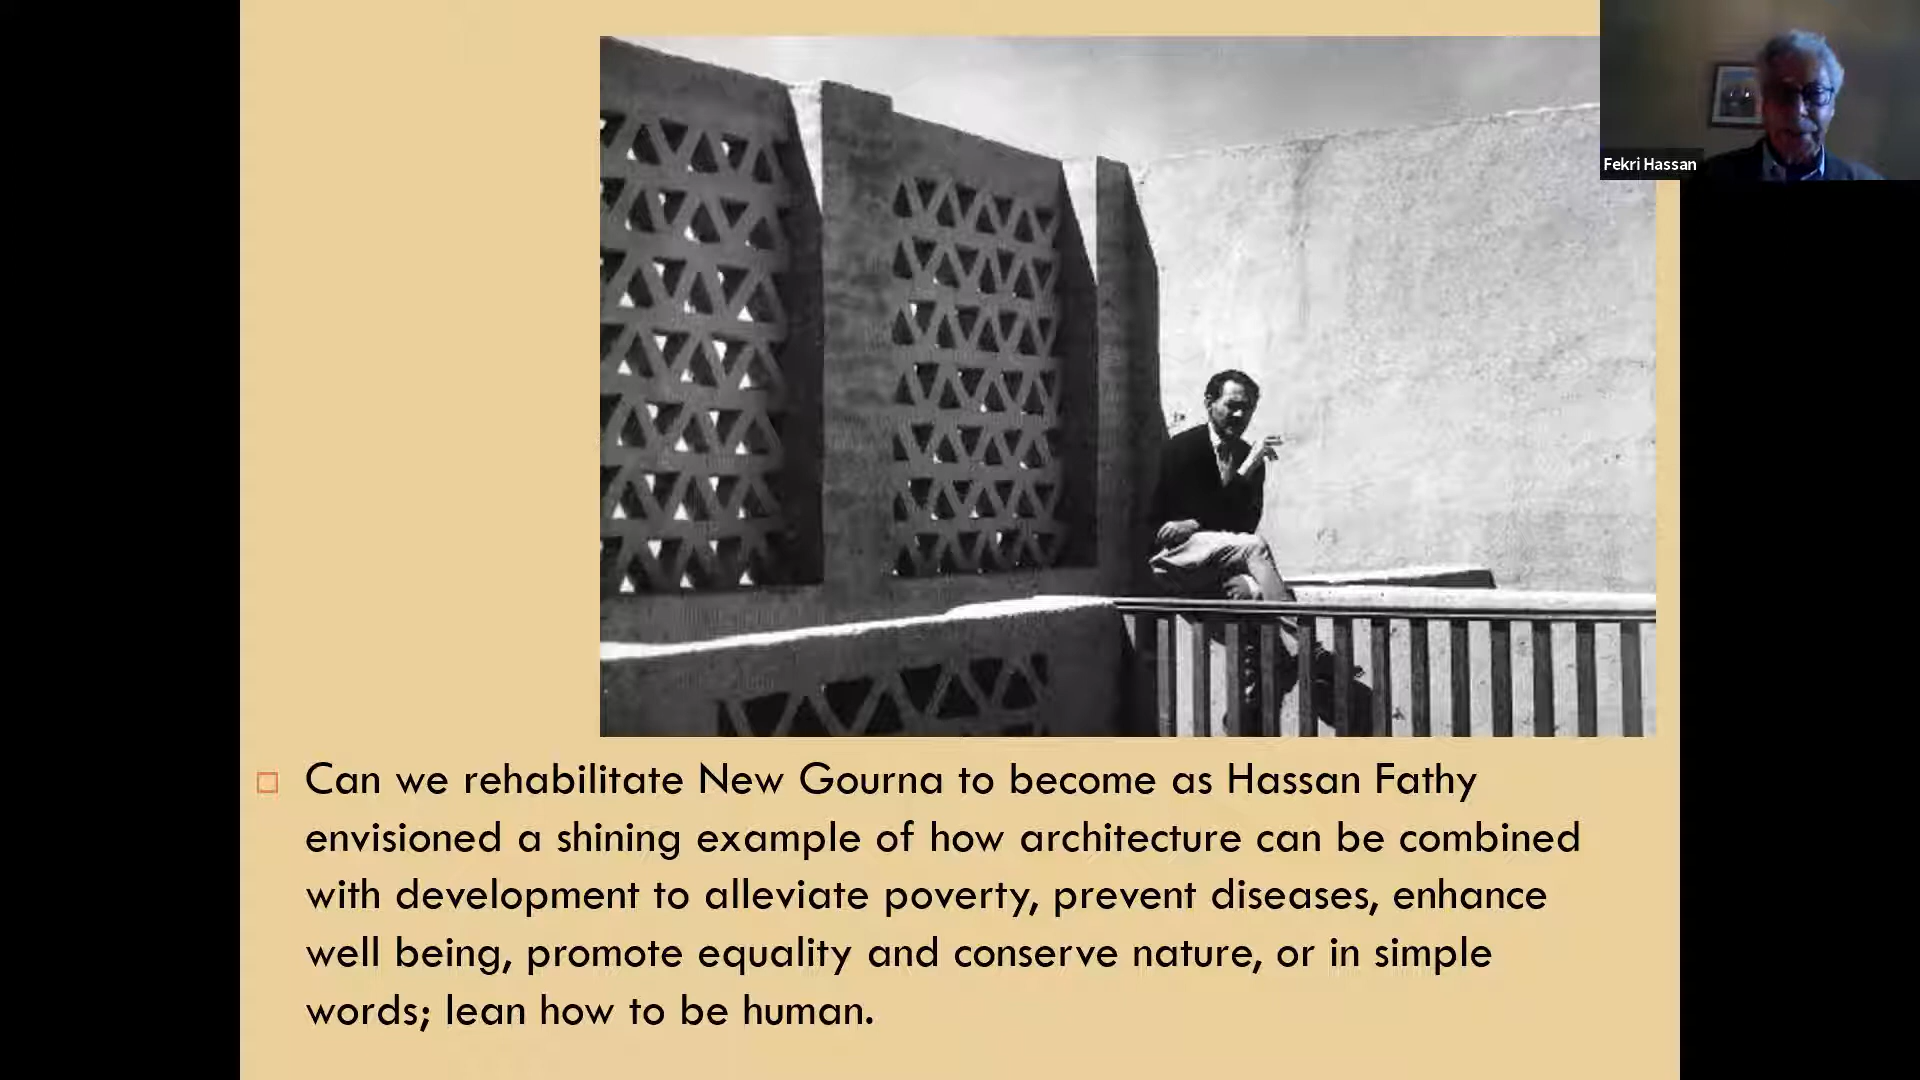 Fekri Hassan
Can we rehabilitate New Gourna to become as Hassan Fathy
envisioned a shining example of how architecture can be combined
with development to alleviate poverty, prevent diseases, enhance
well being, promote equality and conserve nature, or in simple
words; lean how to be human.